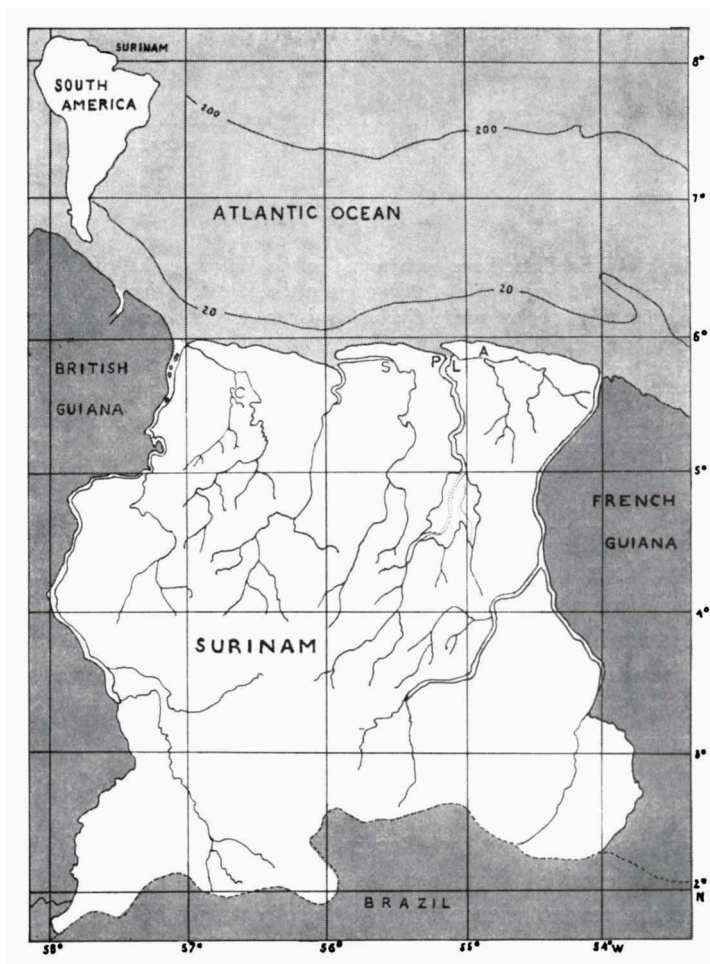 SURINAM
SOUTH
AMERICA
8°
200
200
7°
ATLANTIC OCEAN
20
20
6°
BRITISH
GUIANA
S
P
L
A
C
5°
FRENCH
GUIANA
4°
SURINAM
3°
2°
N
BRAZIL
58°
57°
56°
55°
54°W